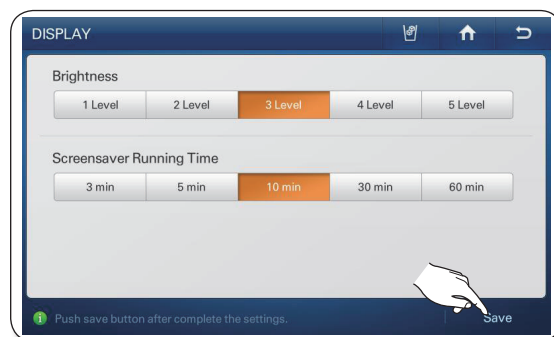 DISPLAY
Brightness
1 Level 2 Level 3 Level 4 Level 5 Level
Screensaver Running Time
3 min 5 min 10 min 30 min 60 min
Push save button after complete the settings. Save